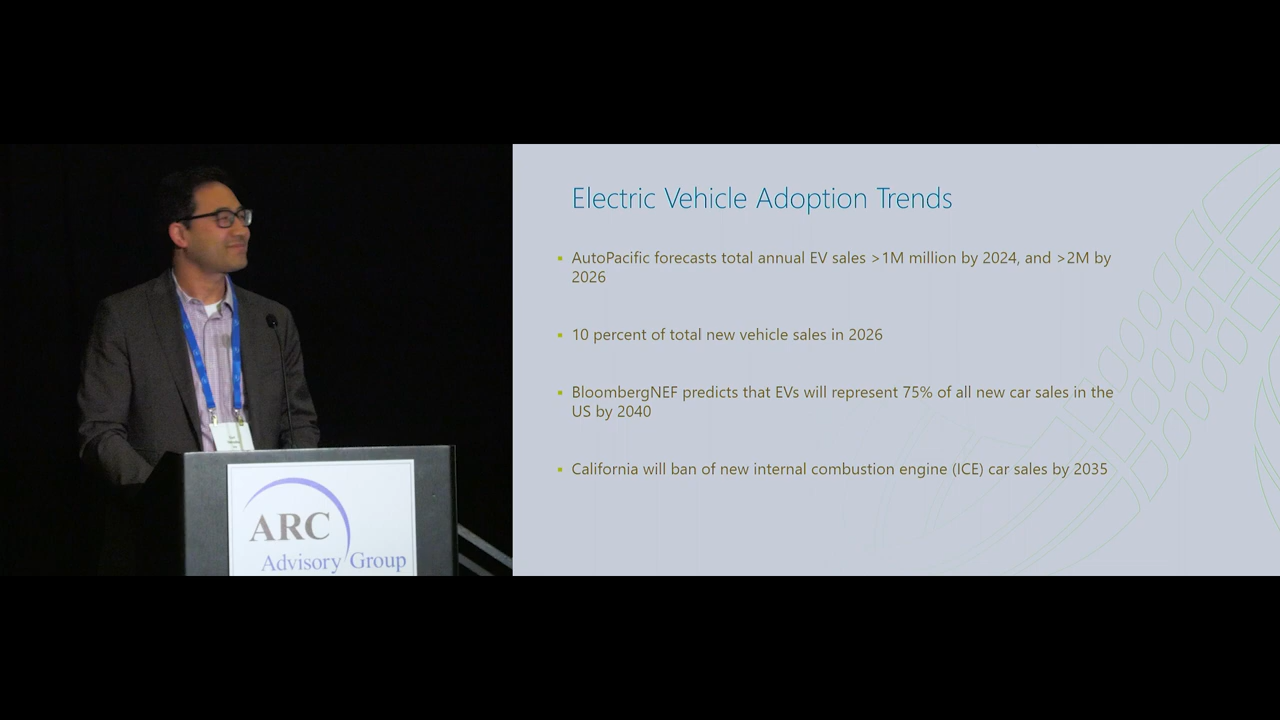 Electric Vehicle Adoption Trends
AutoPacific forecasts total annual EV sales >1M million by 2024, and >2M by
2026
10 percent of total new vehicle sales in 2026
BloombergNEF predicts that EVs will represent 75% of all new car sales in the
US by 2040
California will ban of new internal combustion engine (ICE) car sales by 2035
ARC
Advisory Group